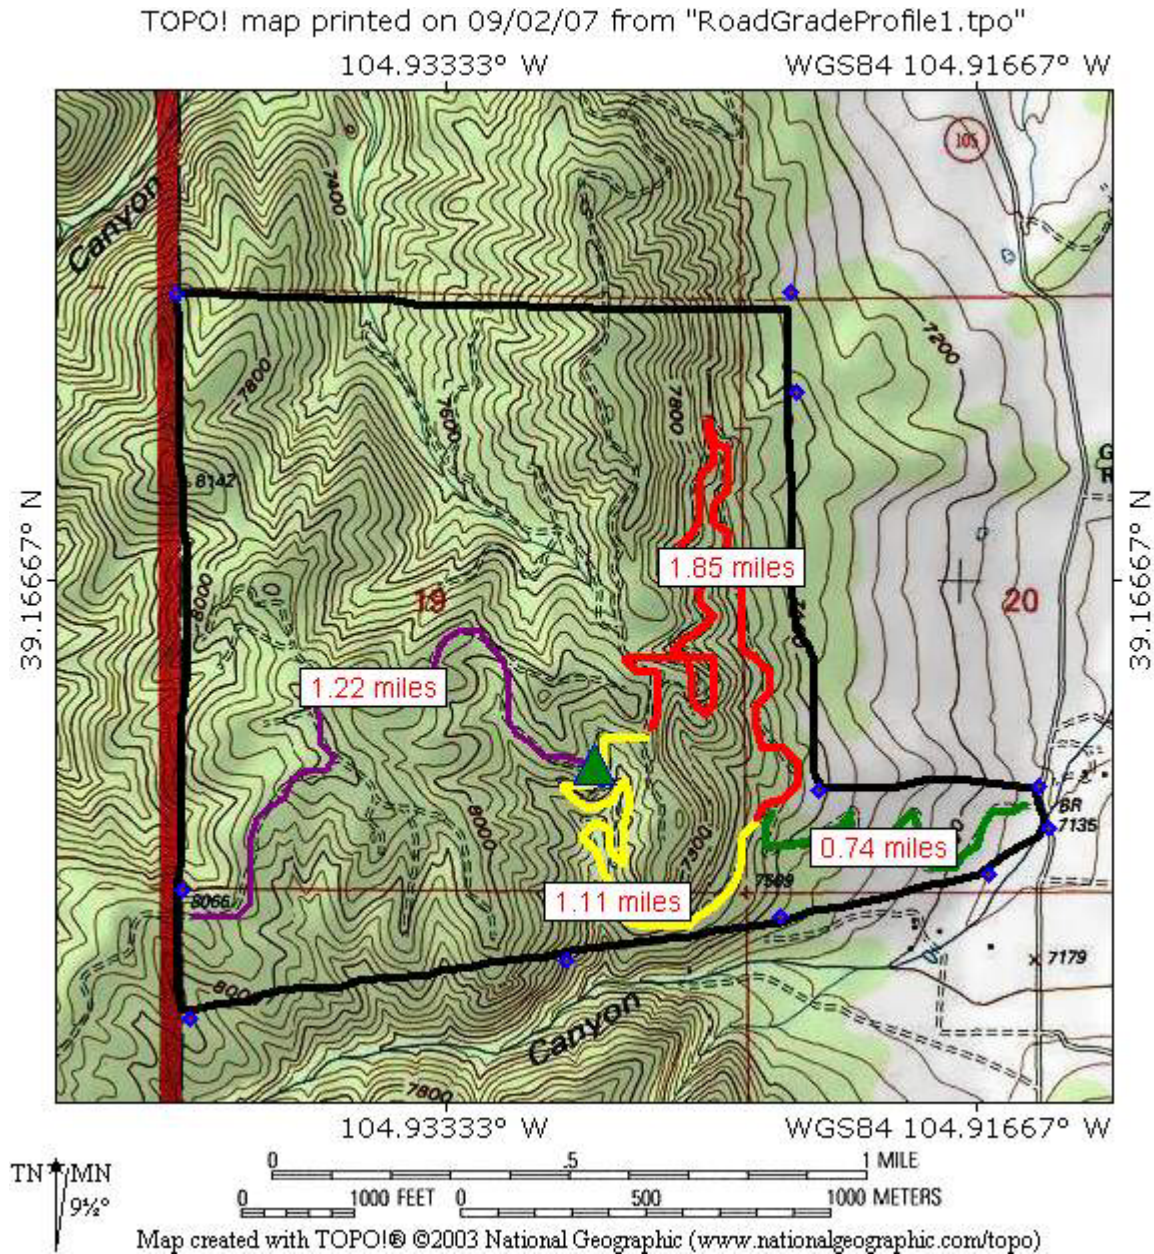 TOPO! map printed on 09/02/07 from "RoadGradeProfile1.tpo"
104.93333° W WGS84 104.91667° W
105
Canyon
7400
7200
7800
7800
7600
8142
39.16667° N
39.16667° N
1.85 miles
8000
19
20
1.22 miles
8000
BR
7135
7800
0.74 miles
7589
8066
1.11 miles
7179
800
Canyon
7800
104.93333° W WGS84 104.91667° W
TN MN
9½°
0 .5 1 MILE
0 1000 FEET 0 500 1000 METERS
Map created with TOPO!® ©2003 National Geographic (www.nationalgeographic.com/topo)